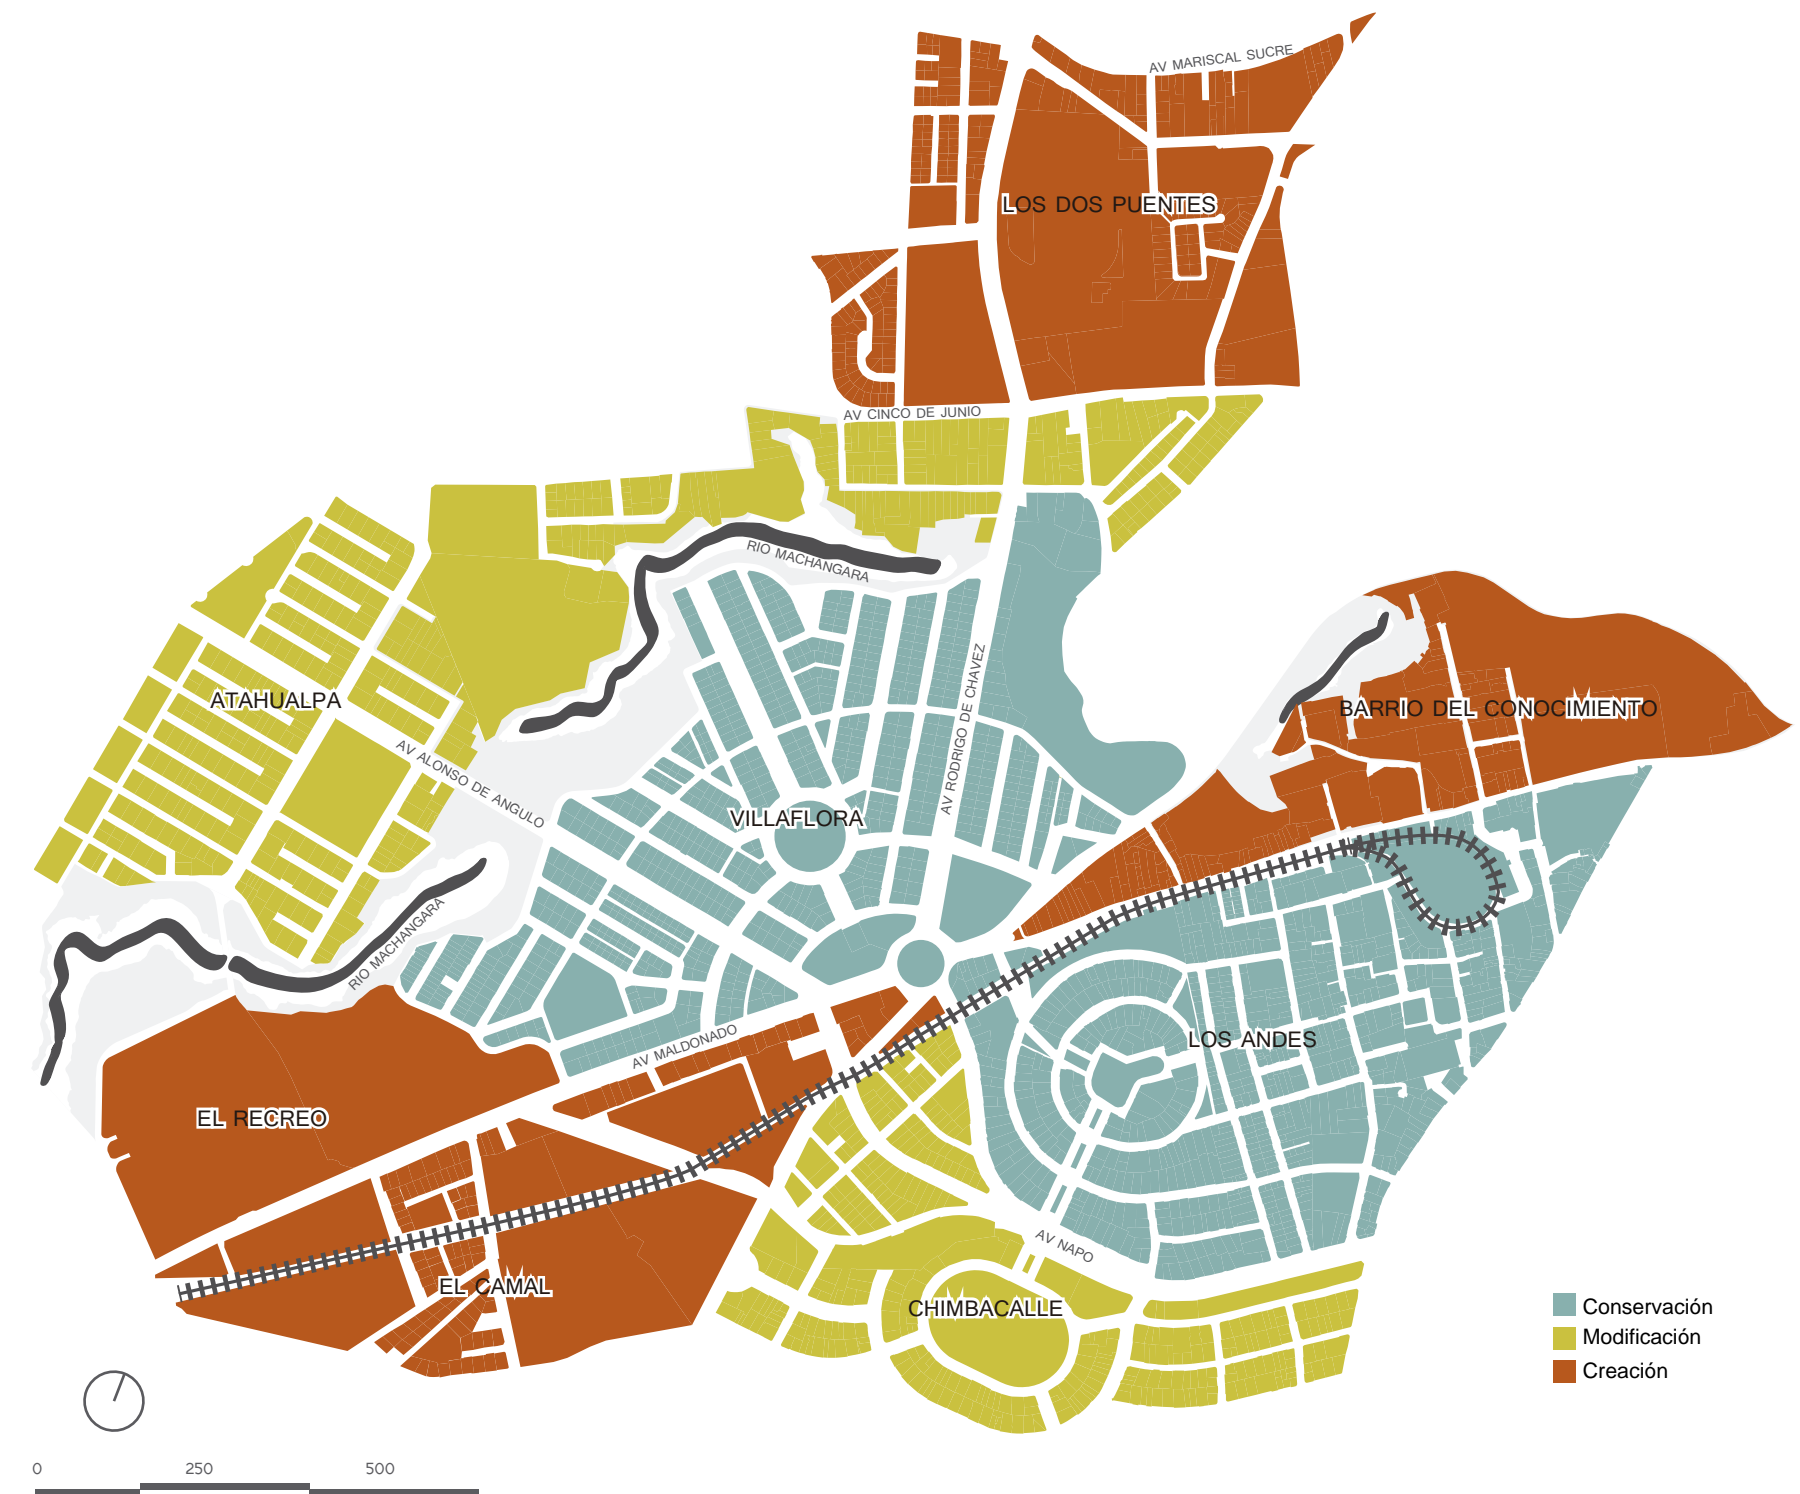 AV MARISCAL SUCRE
LOS DOS PUENTES
AV CINCO DE JUNIO
RIO MACHANGARA
ATAHUALPA
AV ALONSO DE ANGULO
AV RODRIGO DE CHAVEZ
BARRIO DEL CONOCIMIENTO
VILLAFLORA
RIO MACHANGARA
AV MALDONADO
LOS ANDES
EL RECREO
AV NAPO
EL CAMAL
CHIMBACALLE
Conservación
Modificación
Creación
0 250 500